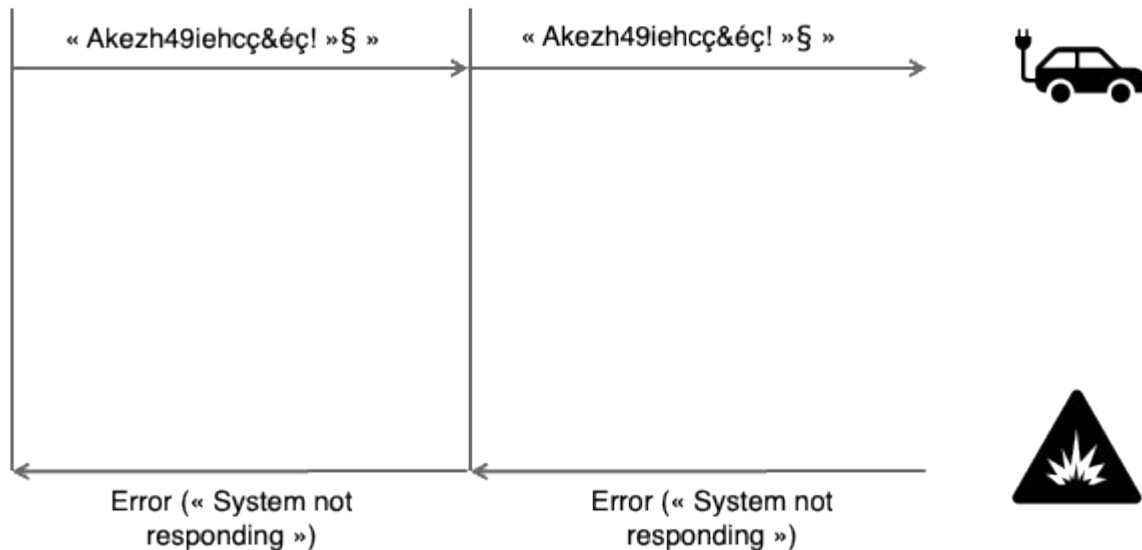 « Akezh49iehcç&éç! »§ »
« Akezh49iehcç&éç! »§ »
Error (« System not
responding »)
Error (« System not
responding »)